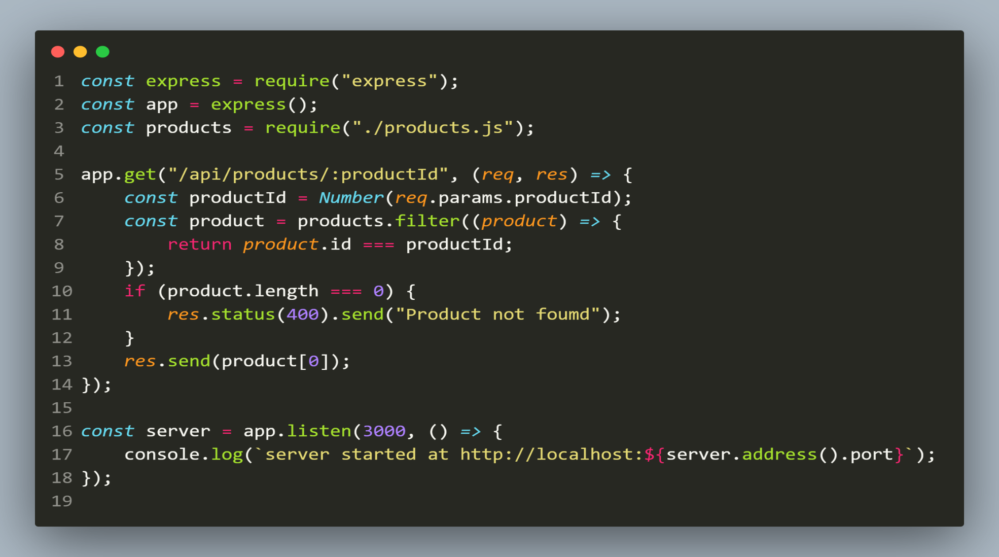 1 const express = require("express");
2 const app = express();
3 const products = require("./products.js");
4
5 app.get("/api/products/:productId", (req, res) => {
6     const productId = Number(req.params.productId);
7     const product = products.filter((product) => {
8         return product.id === productId;
9     });
10     if (product.length === 0) {
11         res.status(400).send("Product not foumd");
12     }
13     res.send(product[0]);
14 });
15
16 const server = app.listen(3000, () => {
17     console.log(`server started at http://localhost:${server.address().port}`);
18 });
19